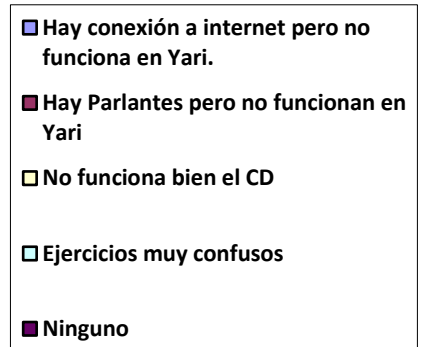 Hay conexión a internet pero no
funciona en Yari.
Hay Parlantes pero no funcionan en
Yari
No funciona bien el CD
Ejercicios muy confusos
Ninguno